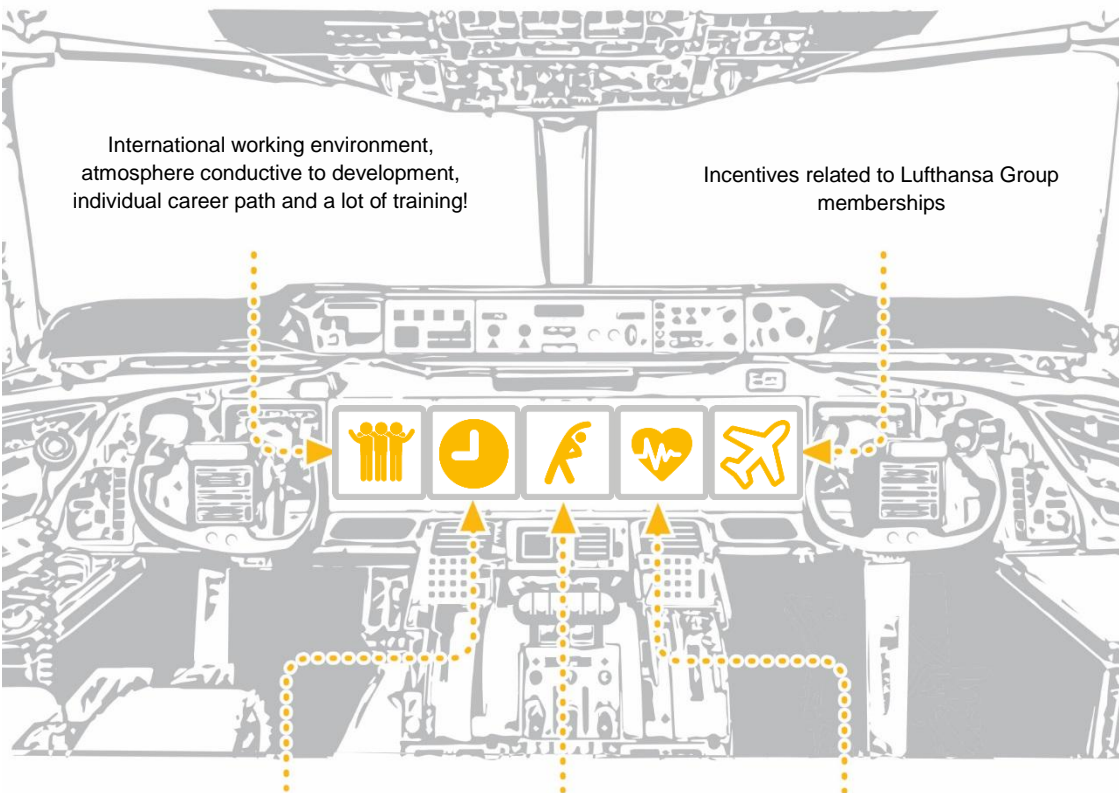 International working environment,
atmosphere conductive to development,
individual career path and a lot of training!
Incentives related to Lufthansa Group
memberships